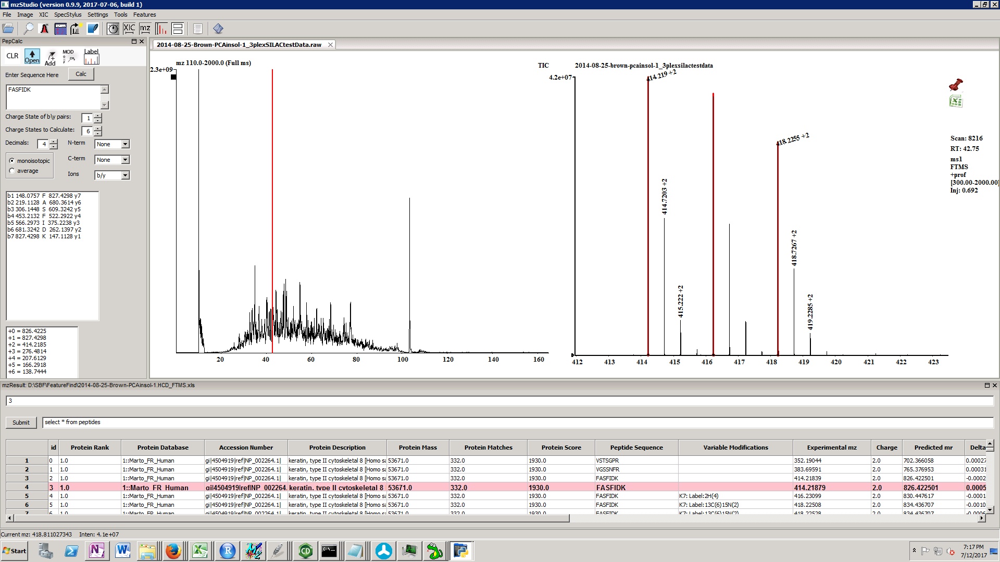 mzStudio (version 0.9.9, 2017-07-06, build 1)
File Image XIC SpecStylus Settings Tools Features
XIC mz
PepCalc
CLR Open Add MOD Label
Enter Sequence Here Calc
FASFIDK
Charge State of b\y pairs: 1
Charge States to Calculate: 6
Decimals: 4 N-term None
monoisotopic C-term None
average Ions b/y
b1 148.0757 F 827.4298 y7
b2 219.1128 A 680.3614 y6
b3 306.1448 S 609.3242 y5
b4 453.2132 F 522.2922 y4
b5 566.2973 I 375.2238 y3
b6 681.3242 D 262.1397 y2
b7 827.4298 K 147.1128 y1
+0 = 826.4225
+1 = 827.4298
+2 = 414.2185
+3 = 276.4814
+4 = 207.6129
+5 = 166.2918
+6 = 138.7444
2014-08-25-Brown-PCAinsol-1_3plexSILACtestData.raw
mz 110.0-2000.0 (Full ms)
2.3e+09
20 40 60 80 100 120 140 160
TIC 2014-08-25-brown-pcainsol-1_3plexsilactestdata
4.2e+07
414.219 +2
414.7203 +2
415.222 +2
418.2255 +2
418.7267 +2
419.2285 +2
412 413 414 415 416 417 418 419 420 421 422 423
Scan: 8216
RT: 42.75
ms1
FTMS
+prof
[300.00-2000.00]
Inj: 0.692
mzResult: D:\SBF\FeatureFind\2014-08-25-Brown-PCAinsol-1.HCD_FTMS.xls
3
Submit select * from peptides
id Protein Rank Protein Database Accession Number Protein Description Protein Mass Protein Matches Protein Score Peptide Sequence Variable Modifications Experimental mz Charge Predicted mr Delta
1 0 1.0 1::Marto_FR_Human gi|4504919|ref|NP_002264.1| keratin, type II cytoskeletal 8 [Homo sa 53671.0 332.0 1930.0 VSTSGPR 352.19044 2.0 702.366058 0.00027
2 1 1.0 1::Marto_FR_Human gi|4504919|ref|NP_002264.1| keratin, type II cytoskeletal 8 [Homo sa 53671.0 332.0 1930.0 VGSSNFR 383.69591 2.0 765.376953 0.00031
3 2 1.0 1::Marto_FR_Human gi|4504919|ref|NP_002264.1| keratin, type II cytoskeletal 8 [Homo sa 53671.0 332.0 1930.0 FASFIDK 414.21839 2.0 826.422501 -0.0002
4 3 1.0 1::Marto_FR_Human gi|4504919|ref|NP_002264. keratin, type II cytoskeletal 8 53671.0 332.0 1930.0 FASFIDK 414.21879 2.0 826.422501 0.0005
5 4 1.0 1::Marto_FR_Human gi|4504919|ref|NP_002264.1| keratin, type II cytoskeletal 8 [Homo sa 53671.0 332.0 1930.0 FASFIDK K7: Label:2H(4) 416.23099 2.0 830.447617 -0.0001
6 5 1.0 1::Marto_FR_Human gi|4504919|ref|NP_002264.1| keratin, type II cytoskeletal 8 [Homo sa 53671.0 332.0 1930.0 FASFIDK K7: Label:13C(6)15N(2) 418.22508 2.0 834.436707 -0.0010
7 6 1.0 1::Marto_FR_Human gi|4504919|ref|NP_002264.1| keratin, type II cytoskeletal 8 [Homo sa 53671.0 332.0 1930.0 FASFIDK K7: Label:13C(6)15N(2) 418.22528 2.0 834.436707 -0.0006
Current mz: 418.811027343 Inten: 4.1e+07
Start
7:17 PM
7/12/2017